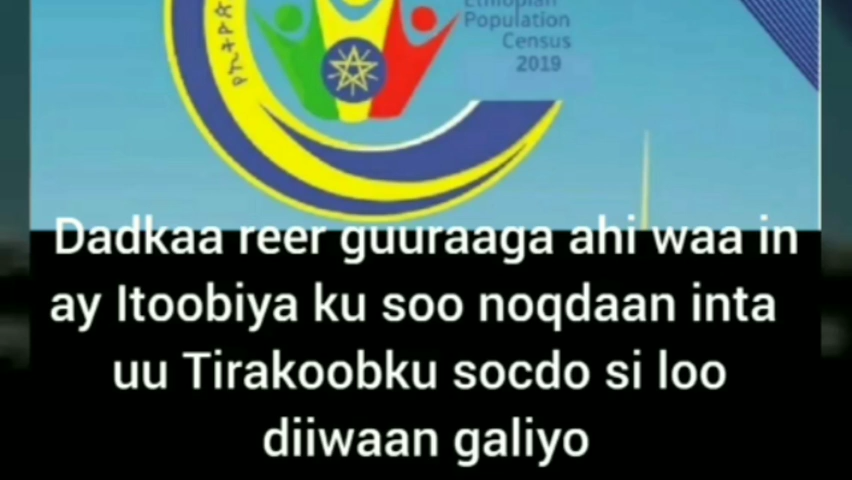 Population
Census
2019
Dadkaa reer guuraaga ahi waa in
ay Itoobiya ku soo noqdaan inta
uu Tirakoobku socdo si loo
diiwaan galiyo